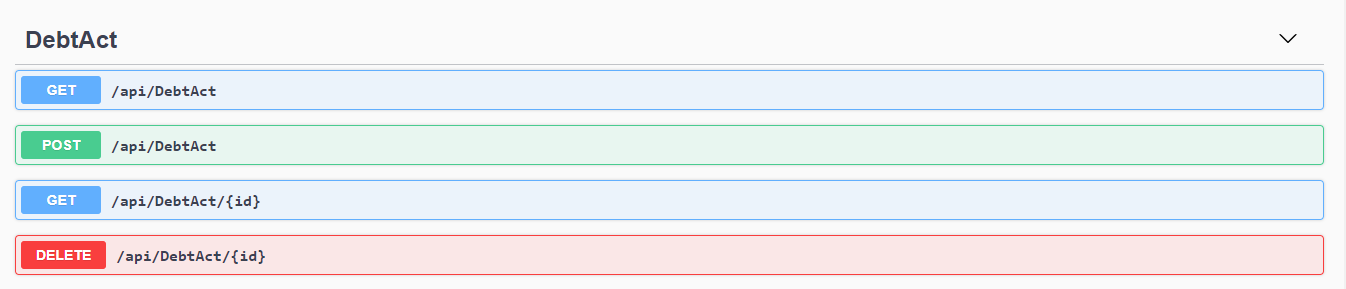 DebtAct
GET /api/DebtAct
POST /api/DebtAct
GET /api/DebtAct/{id}
DELETE /api/DebtAct/{id}